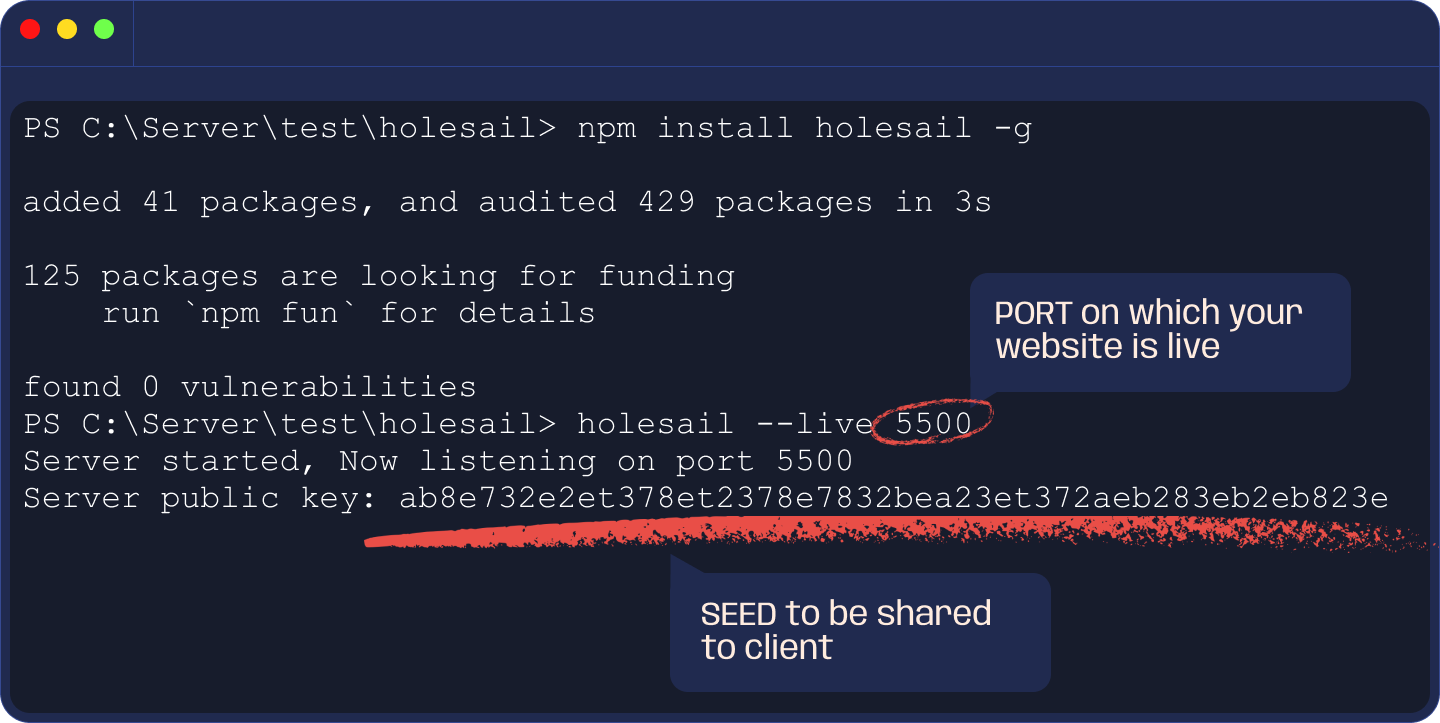 PS C:\Server\test\holesail> npm install holesail -g
added 41 packages, and audited 429 packages in 3s
125 packages are looking for funding
run `npm fun` for details
found 0 vulnerabilities
PORT on which your
website is live
PS C:\Server\test\holesail> holesail --live 5500
Server started, Now listening on port 5500
Server public key: ab8e732e2et378et2378e7832bea23et372aeb283eb2eb823e
SEED to be shared
to client